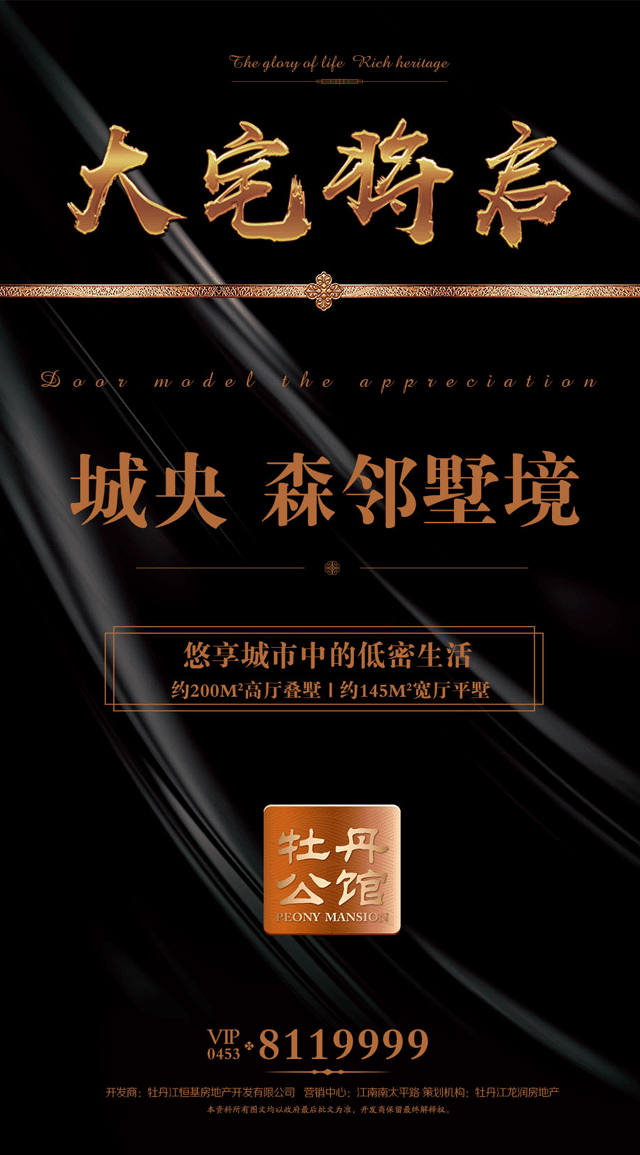 The glory of life Rich heritage
大宅将启
Door model the appreciation
城央 森邻墅境
悠享城市中的低密生活
约200M²高厅叠墅 | 约145M²宽厅平墅
牡丹
公馆
PEONY MANSION
VIP
0453 8119999
开发商：牡丹江恒基房地产开发有限公司 营销中心：江南南太平路 策划机构：牡丹江龙润房地产
本资料所有图文均以政府最后批文为准，开发商保留最终解释权。